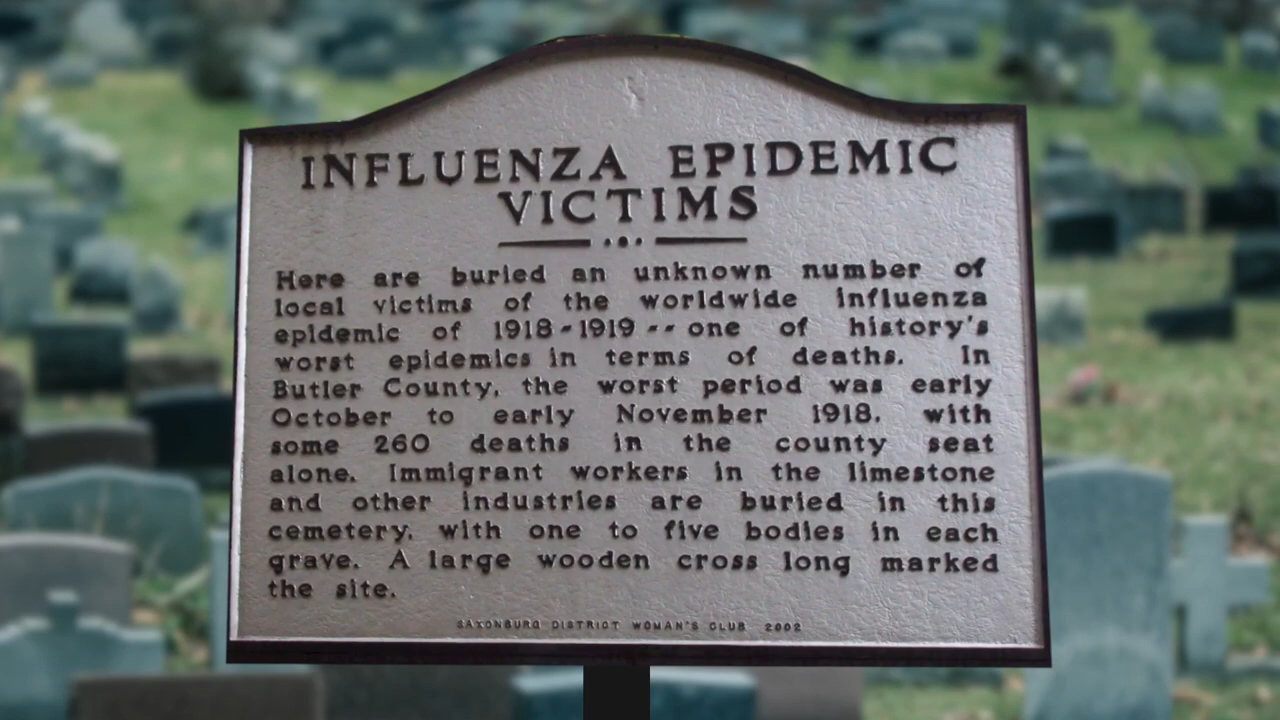 INFLUENZA EPIDEMIC
VICTIMS
Here are buried an unknown number of
local victims of the worldwide influenza
epidemic of 1918-1919--one of history's
worst epidemics in terms of deaths. In
Butler County, the worst period was early
October to early November 1918, with
some 260 deaths in the county seat
alone. Immigrant workers in the limestone
and other industries are buried in this
cemetery, with one to five bodies in each
grave. A large wooden cross long marked
the site.
SAXONBURG DISTRICT WOMAN'S CLUB 2002